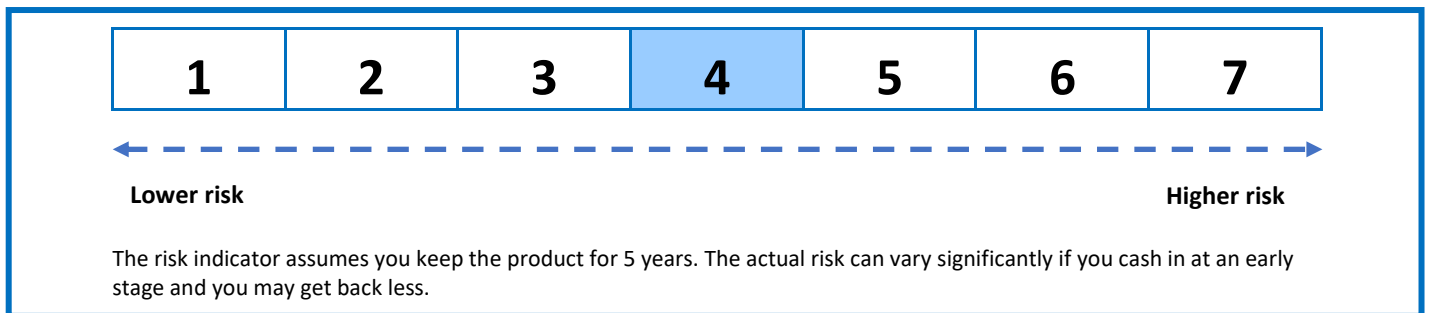 1 2 3 4 5 6 7
Lower risk Higher risk
The risk indicator assumes you keep the product for 5 years. The actual risk can vary significantly if you cash in at an early
stage and you may get back less.